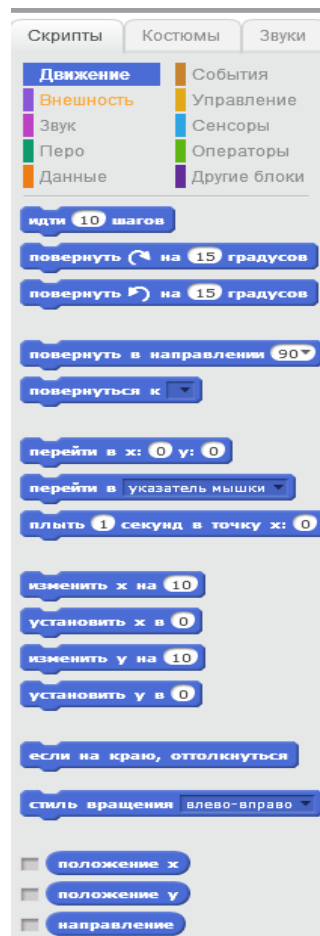 Скрипты Костюмы Звуки
Движение События
Внешность Управление
Звук Сенсоры
Перо Операторы
Данные Другие блоки
идти 10 шагов
повернуть на 15 градусов
повернуть на 15 градусов
повернуть в направлении 90
повернуться к
перейти в x: 0 y: 0
перейти в указатель мышки
плыть 1 секунд в точку x: 0
изменить x на 10
установить x в 0
изменить y на 10
установить y в 0
если на краю, оттолкнуться
стиль вращения влево-вправо
положение x
положение y
направление